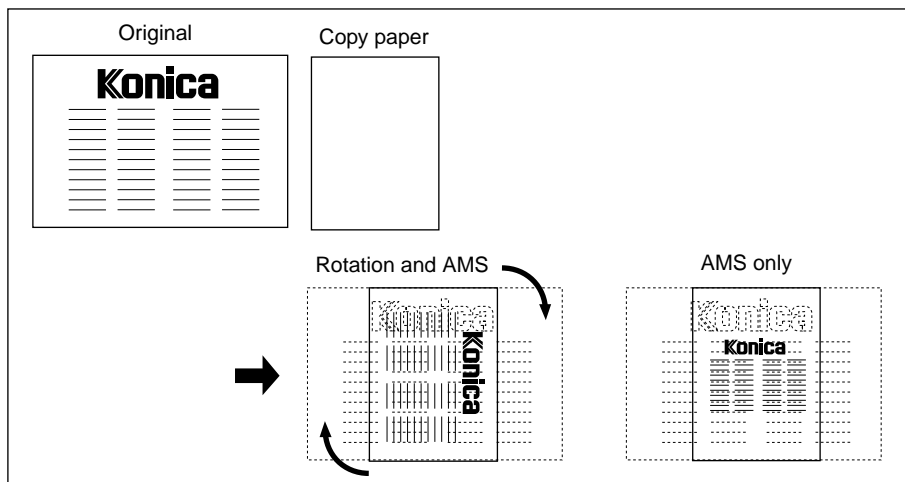 Original
Copy paper
Konica
Rotation and AMS
AMS only
Konica
Konica
Konica
Konica